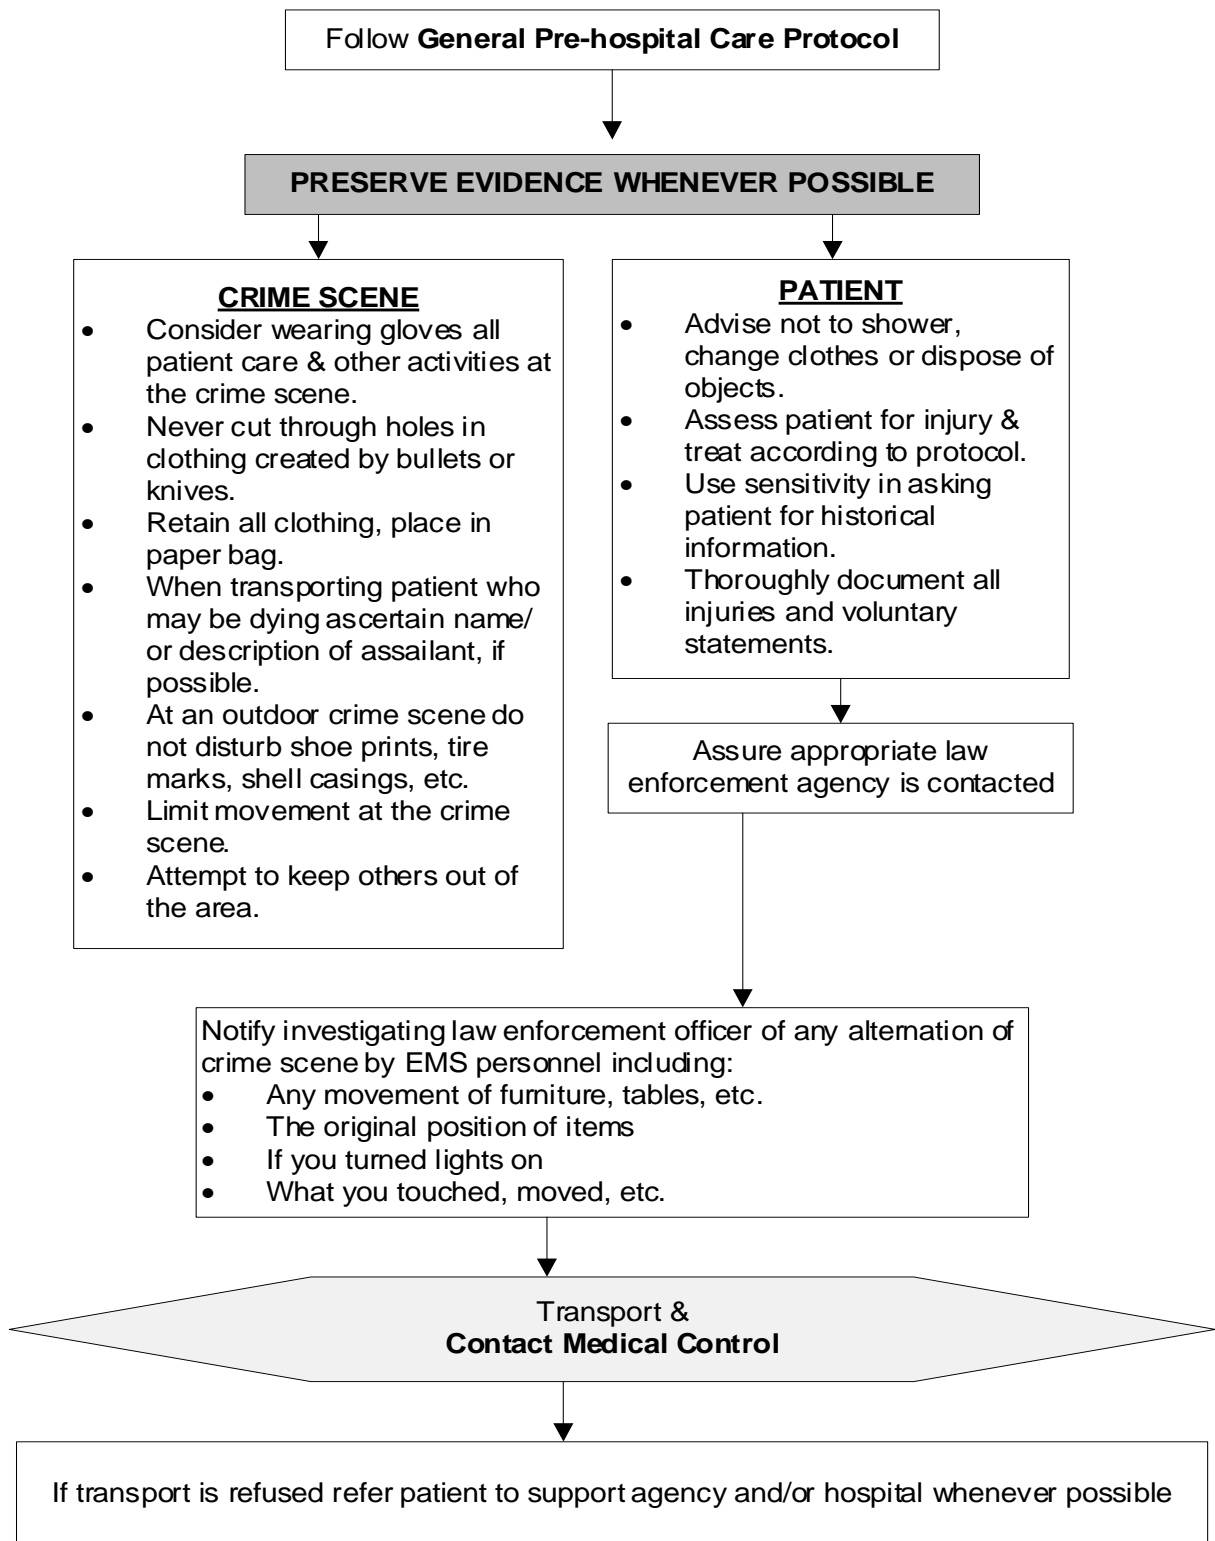 Follow General Pre-hospital Care Protocol
PRESERVE EVIDENCE WHENEVER POSSIBLE
CRIME SCENE
• Consider wearing gloves all
patient care & other activities at
the crime scene.
• Never cut through holes in
clothing created by bullets or
knives.
• Retain all clothing, place in
paper bag.
• When transporting patient who
may be dying ascertain name/
or description of assailant, if
possible.
• At an outdoor crime scene do
not disturb shoe prints, tire
marks, shell casings, etc.
• Limit movement at the crime
scene.
• Attempt to keep others out of
the area.
PATIENT
• Advise not to shower,
change clothes or dispose of
objects.
• Assess patient for injury &
treat according to protocol.
• Use sensitivity in asking
patient for historical
information.
• Thoroughly document all
injuries and voluntary
statements.
Assure appropriate law
enforcement agency is contacted
Notify investigating law enforcement officer of any alternation of
crime scene by EMS personnel including:
• Any movement of furniture, tables, etc.
• The original position of items
• If you turned lights on
• What you touched, moved, etc.
Transport &
Contact Medical Control
If transport is refused refer patient to support agency and/or hospital whenever possible